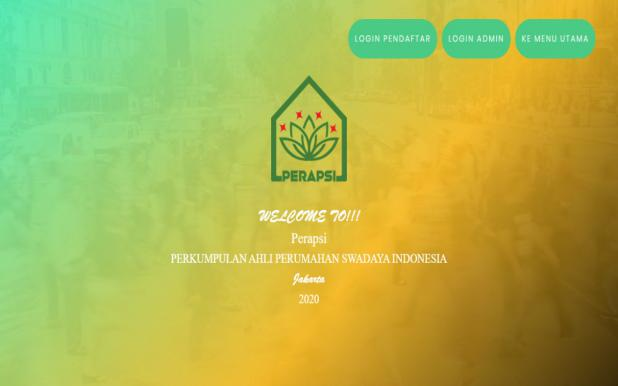 LOGIN PENDAFTAR
LOGIN ADMIN
KE MENU UTAMA
PERAPSI
WELCOME TO!!!
Perapsi
PERKUMPULAN AHLI PERUMAHAN SWADAYA INDONESIA
Jakarta
2020